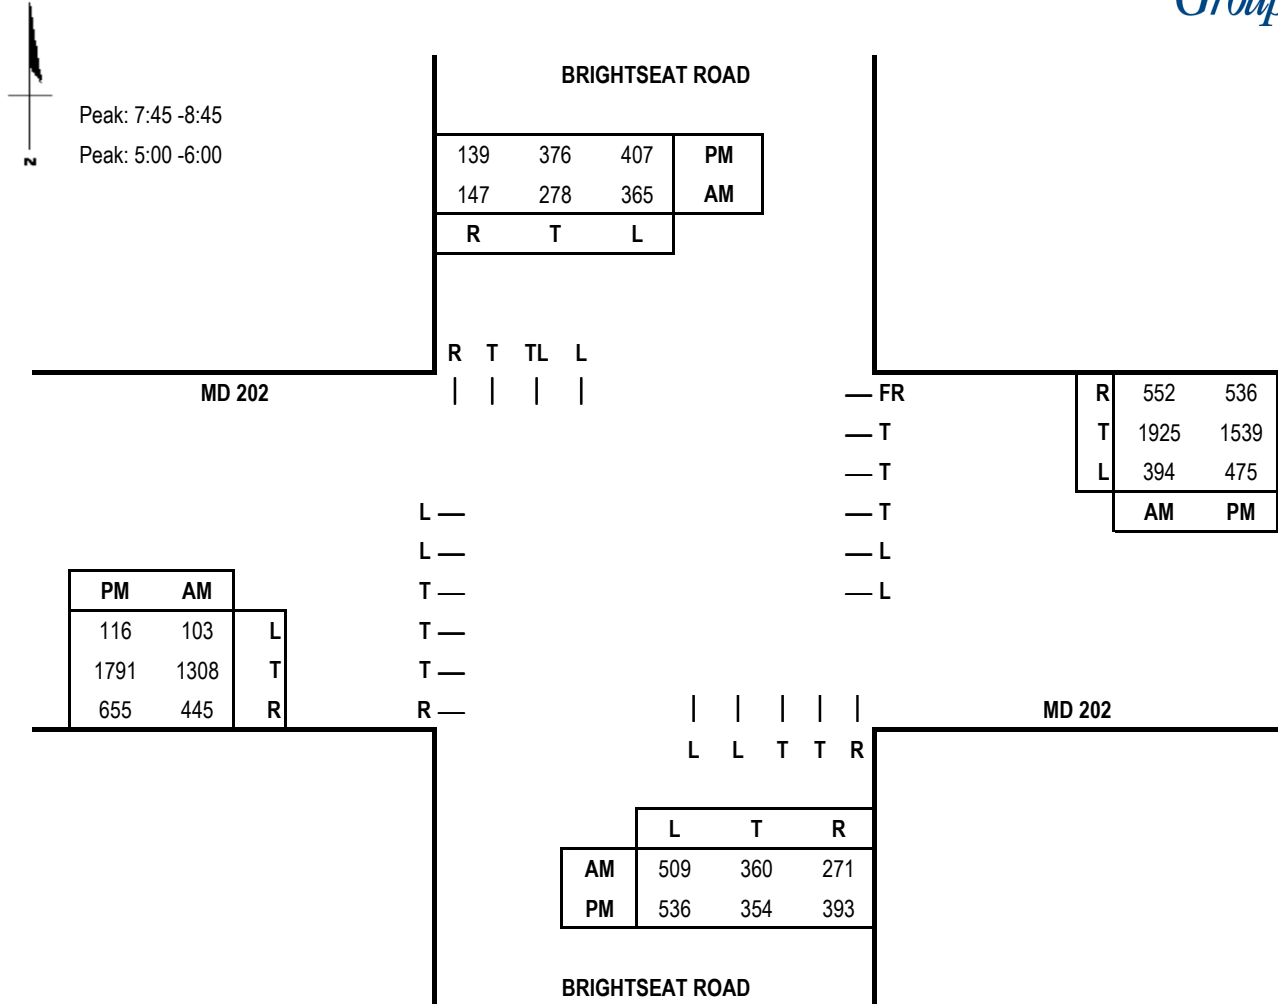 Group
BRIGHTSEAT ROAD
Peak: 7:45 -8:45
Peak: 5:00 -6:00
N
139 376 407 PM
147 278 365 AM
R T L
R T TL L
MD 202
FR
T
T
T
L
L
R 552 536
T 1925 1539
L 394 475
AM PM
L
L
T
T
T
R
PM AM
116 103 L
1791 1308 T
655 445 R
MD 202
L L T T R
L T R
AM 509 360 271
PM 536 354 393
BRIGHTSEAT ROAD